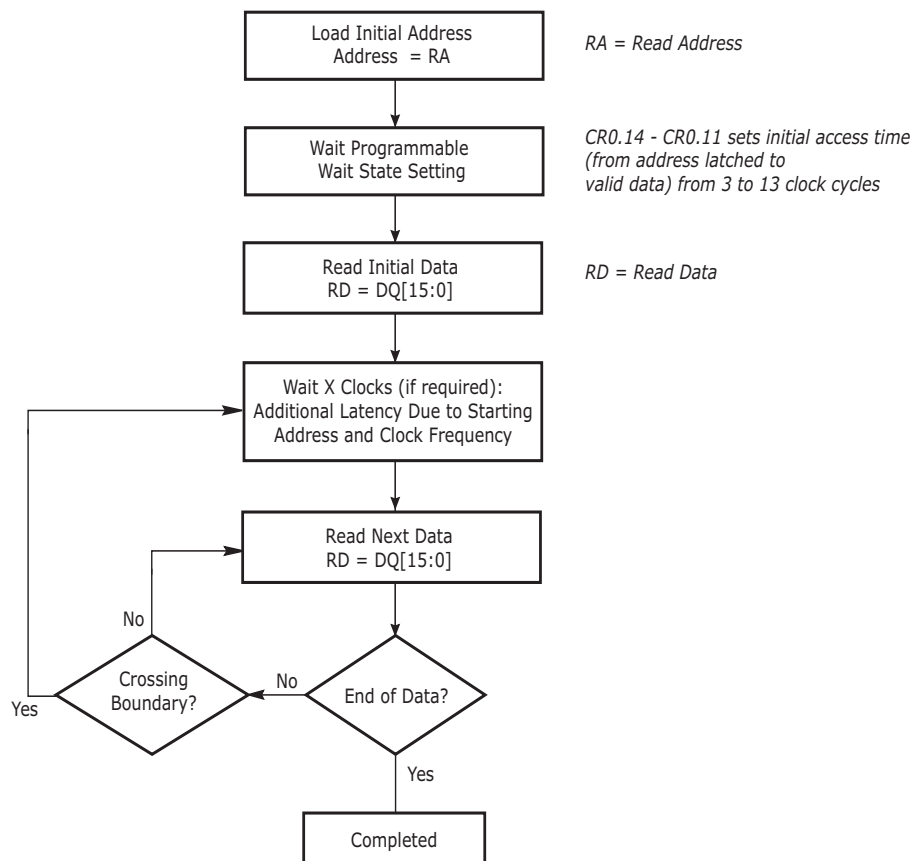 Load Initial Address
Address = RA
RA = Read Address
Wait Programmable
Wait State Setting
CR0.14 - CR0.11 sets initial access time
(from address latched to
valid data) from 3 to 13 clock cycles
Read Initial Data
RD = DQ[15:0]
RD = Read Data
Wait X Clocks (if required):
Additional Latency Due to Starting
Address and Clock Frequency
Read Next Data
RD = DQ[15:0]
No
Crossing
Boundary?
Yes
No
End of Data?
Yes
Completed